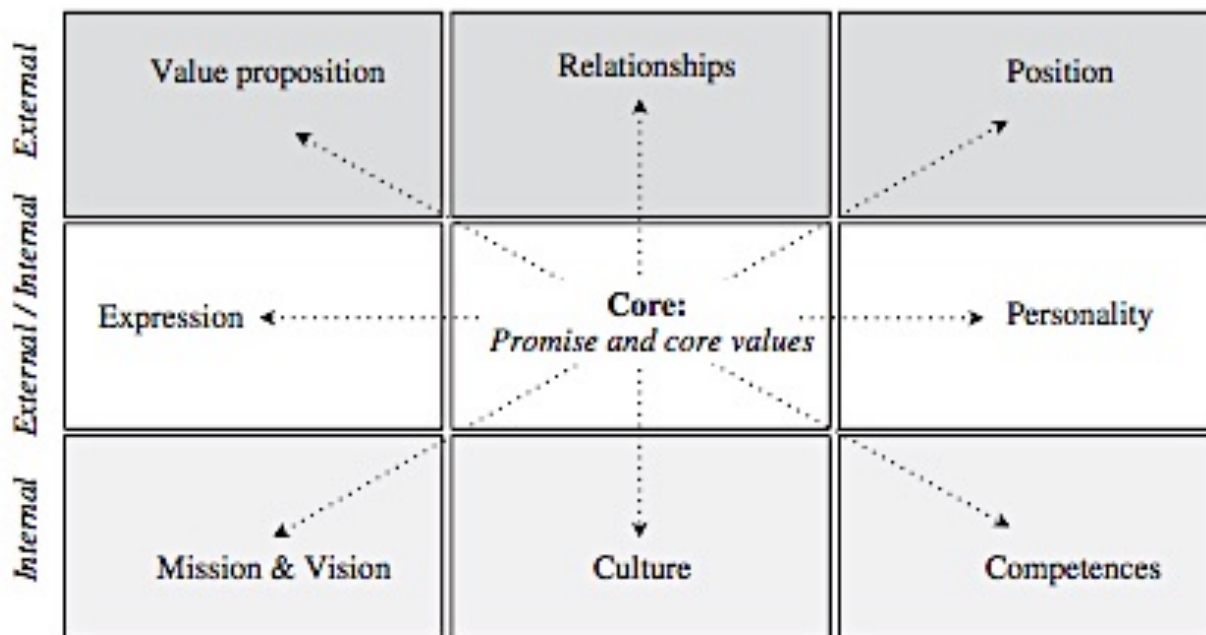 External
Value proposition
Relationships
Position
External / Internal
Expression
Core:
Promise and core values
Personality
Internal
Mission & Vision
Culture
Competences